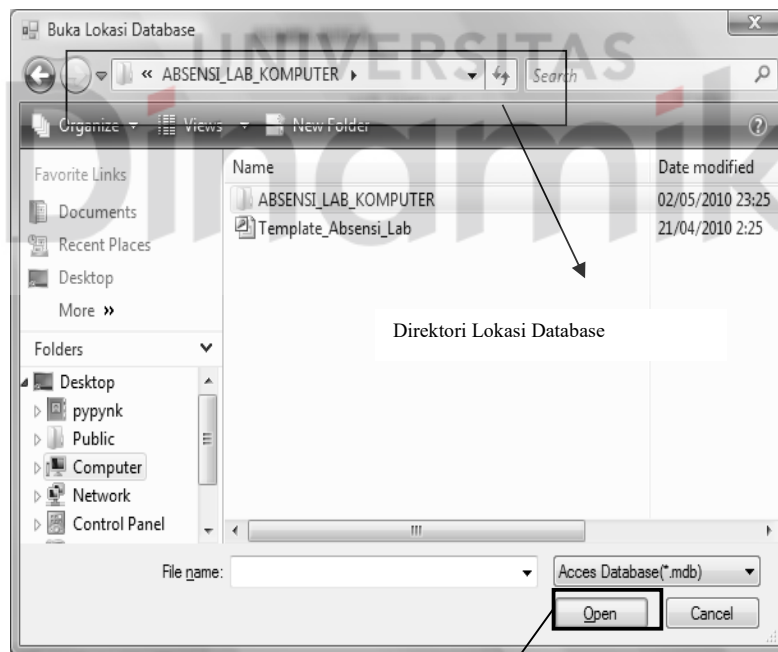 Buka Lokasi Database
UNIVERSITAS
« ABSENSI_LAB_KOMPUTER
Search
Organize Views New Folder
Dinamik
Favorite Links
Documents
Recent Places
Desktop
More »
Name Date modified
ABSENSI_LAB_KOMPUTER 02/05/2010 23:25
Template_Absensi_Lab 21/04/2010 2:25
Direktori Lokasi Database
Folders
Desktop
pypynk
Public
Computer
Network
Control Panel
File name:
Acces Database(*.mdb)
Open Cancel